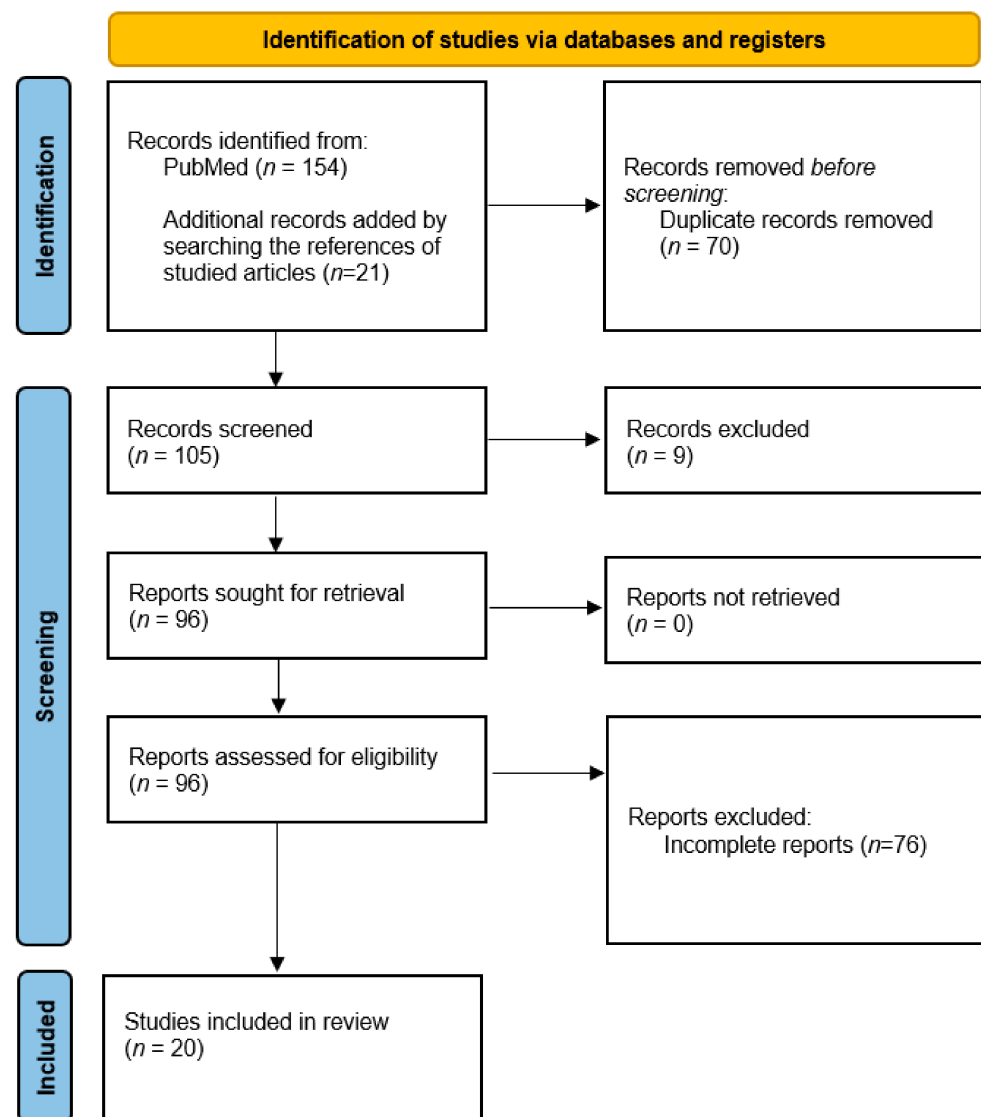 Identification of studies via databases and registers
Identification
Records identified from:
PubMed (n = 154)
Additional records added by
searching the references of
studied articles (n=21)
Records removed before
screening:
Duplicate records removed
(n = 70)
Screening
Records screened
(n = 105)
Records excluded
(n = 9)
Reports sought for retrieval
(n = 96)
Reports not retrieved
(n = 0)
Reports assessed for eligibility
(n = 96)
Reports excluded:
Incomplete reports (n=76)
Included
Studies included in review
(n = 20)